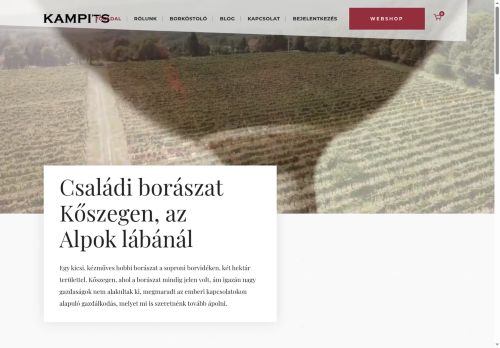 KAMPITS
FŐOLDAL RÓLUNK BORKÓSTOLÓ BLOG KAPCSOLAT BEJELENTKEZÉS WEBSHOP 0
Családi borászat
Kőszegen, az
Alpok lábánál
Egy kicsi, kézműves hobbi borászat a soproni borvidéken, két hektár
területtel. Kőszegen, ahol a borászat mindig jelen volt, ám igazán nagy
gazdaságok nem alakultak ki, megmaradt az emberi kapcsolatokon
alapuló gazdálkodás, melyet mi is szeretnénk tovább ápolni.